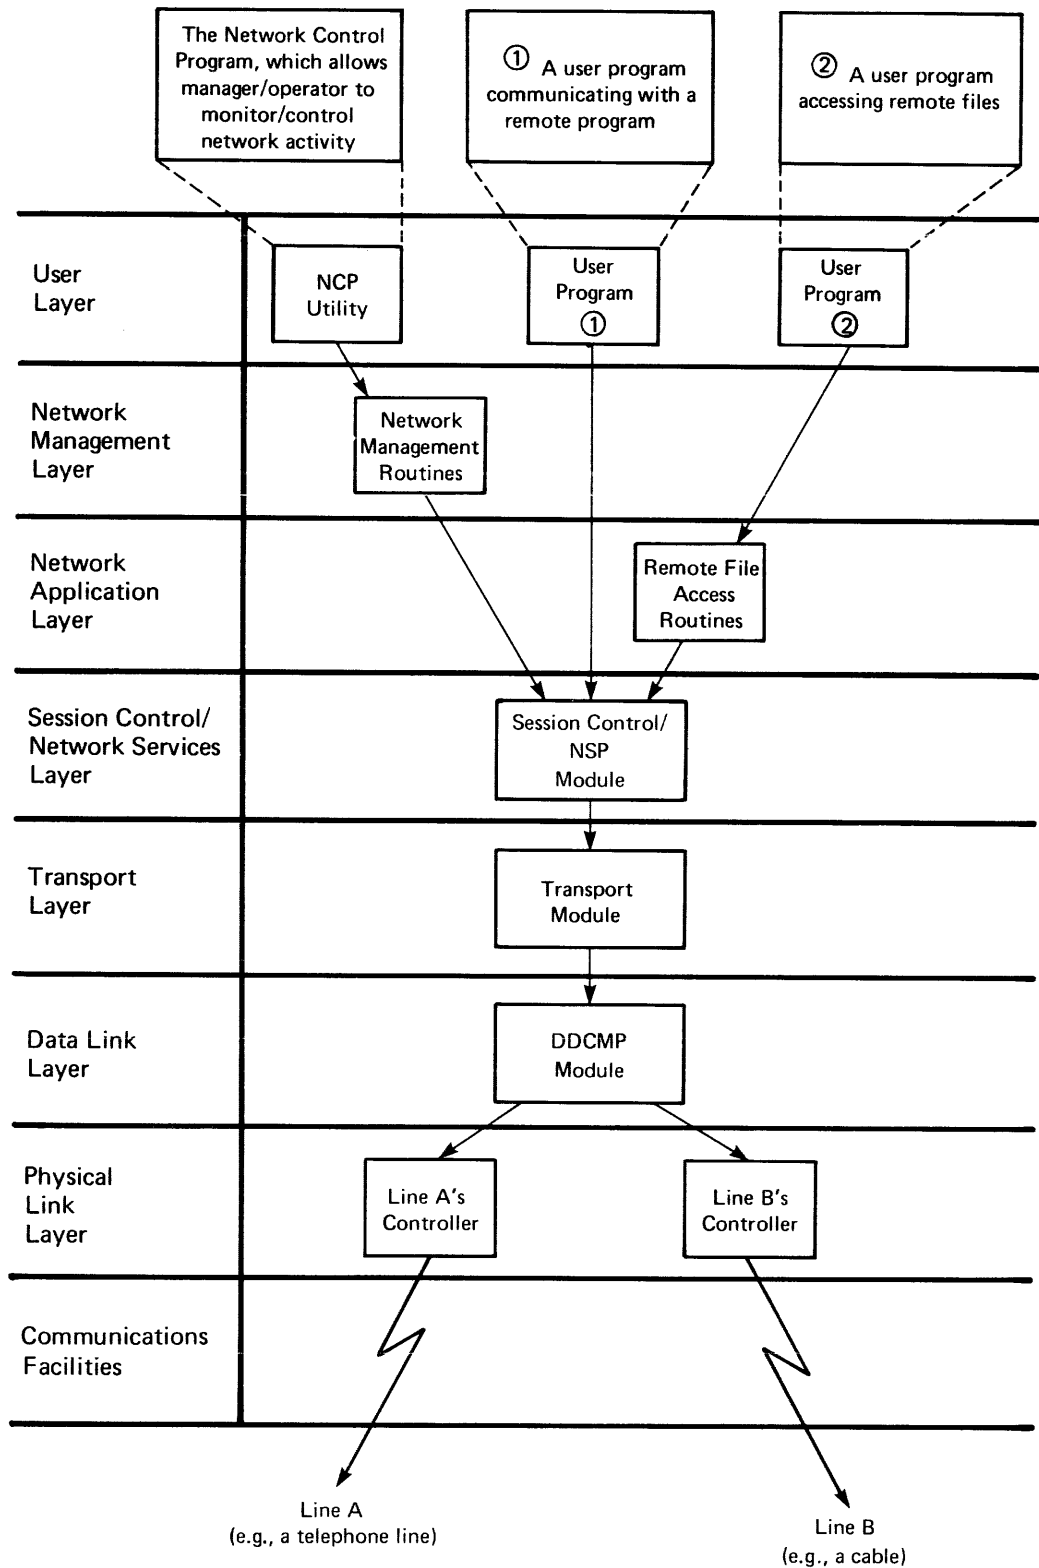 The Network Control
Program, which allows
manager/operator to
monitor/control
network activity
① A user program
communicating with a
remote program
② A user program
accessing remote files
User
Layer
NCP
Utility
User
Program
①
User
Program
②
Network
Management
Layer
Network
Management
Routines
Network
Application
Layer
Remote File
Access
Routines
Session Control/
Network Services
Layer
Session Control/
NSP
Module
Transport
Layer
Transport
Module
Data Link
Layer
DDCMP
Module
Physical
Link
Layer
Line A's
Controller
Line B's
Controller
Communications
Facilities
Line A
(e.g., a telephone line)
Line B
(e.g., a cable)